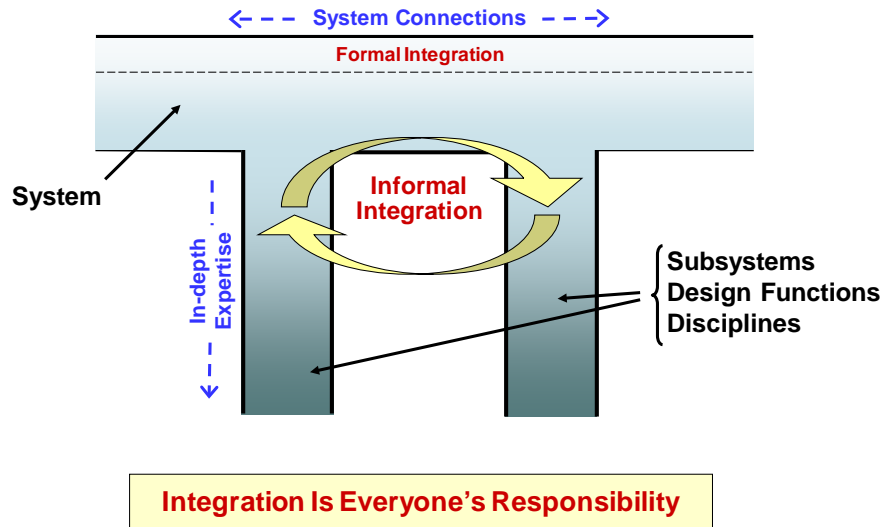 System Connections
Formal Integration
System
Informal
Integration
In-depth
Expertise
Subsystems
Design Functions
Disciplines
Integration Is Everyone’s Responsibility